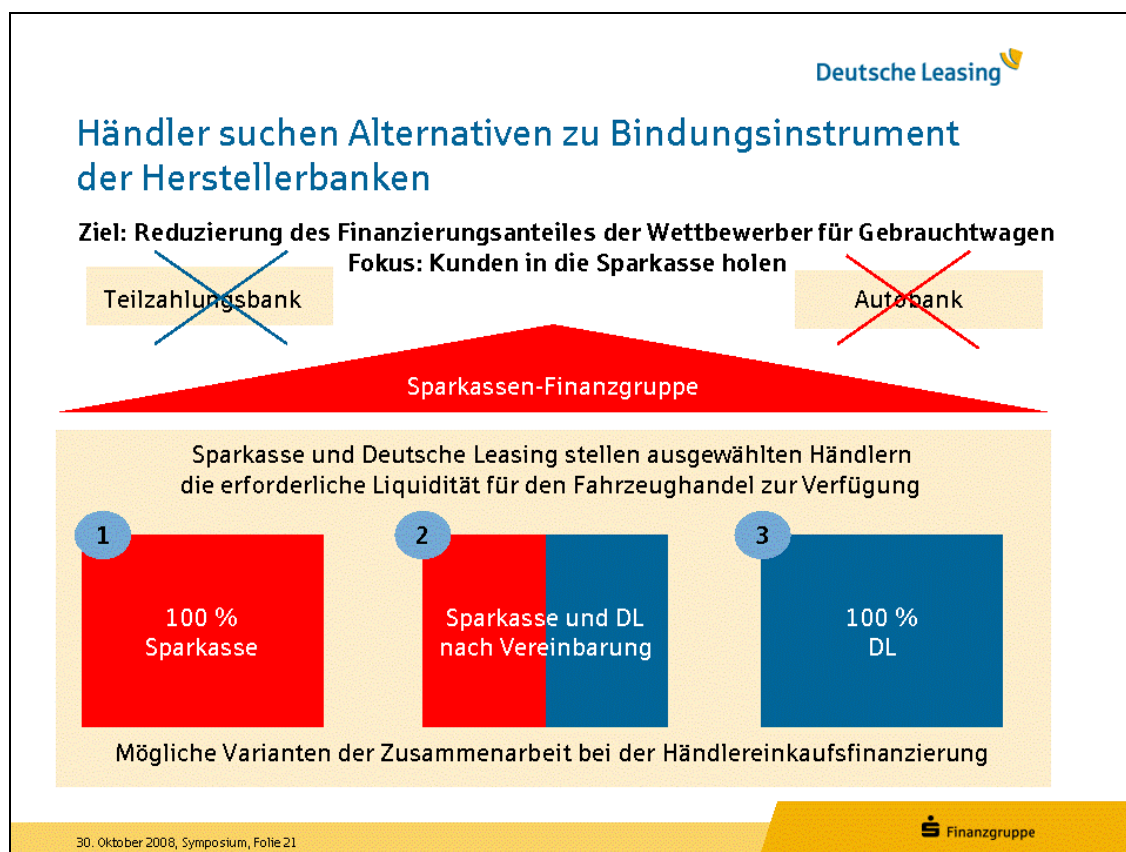 Deutsche Leasing
Händler suchen Alternativen zu Bindungsinstrument
der Herstellerbanken
Ziel: Reduzierung des Finanzierungsanteiles der Wettbewerber für Gebrauchtwagen
Fokus: Kunden in die Sparkasse holen
Teilzahlungsbank
Autobank
Sparkassen-Finanzgruppe
Sparkasse und Deutsche Leasing stellen ausgewählten Händlern
die erforderliche Liquidität für den Fahrzeughandel zur Verfügung
1
100 %
Sparkasse
2
Sparkasse und DL
nach Vereinbarung
3
100 %
DL
Mögliche Varianten der Zusammenarbeit bei der Händlereinkaufsfinanzierung
30. Oktober 2008, Symposium, Folie 21
Finanzgruppe